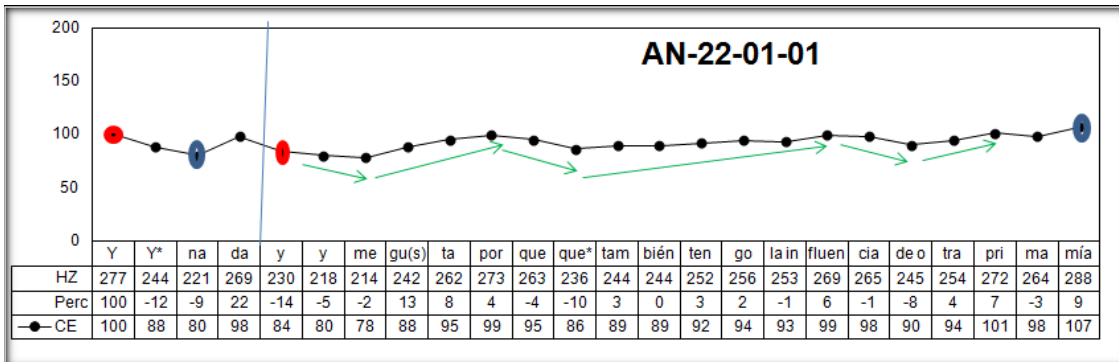 AN-22-01-01
200
150
100
50
0
Y Y* na da y y me gu(s) ta por que que* tam bién ten go la in fluen cia de o tra pri ma mía
HZ 277 244 221 269 230 218 214 242 262 273 263 236 244 244 252 256 253 269 265 245 254 272 264 288
Perc 100 -12 -9 22 -14 -5 -2 13 8 4 -4 -10 3 0 3 2 -1 6 -1 -8 4 7 -3 9
CE 100 88 80 98 84 80 78 88 95 99 95 86 89 89 92 94 93 99 98 90 94 101 98 107